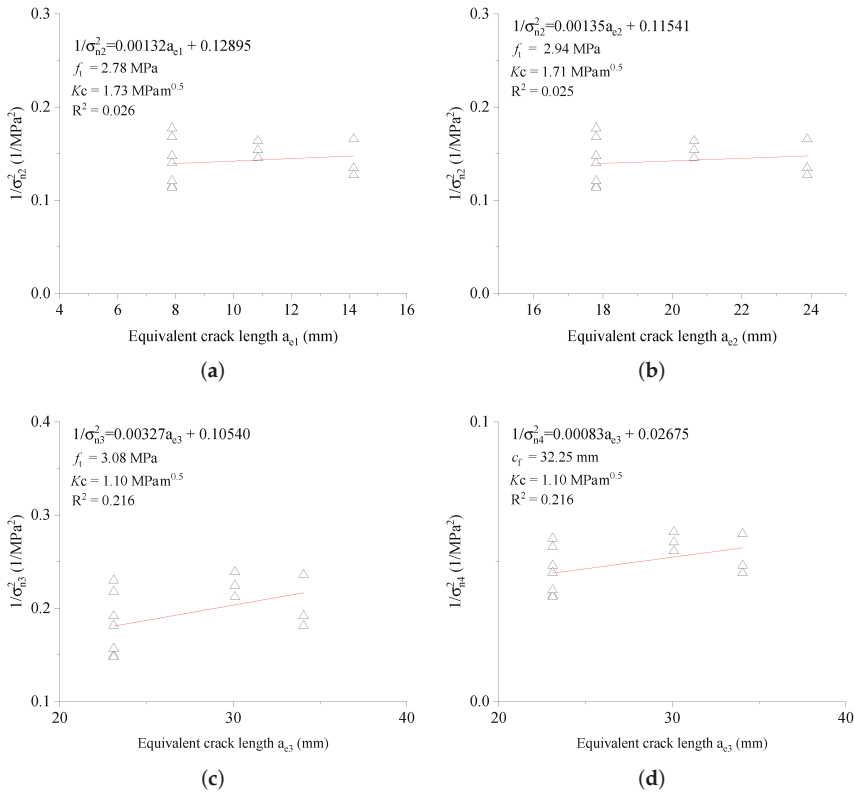 1/σ²ₙ₂=0.00132aₑ₁ + 0.12895
fₜ = 2.78 MPa
Kc = 1.73 MPam⁰·⁵
R² = 0.026
0.3
0.2
0.1
0.0
1/σ²ₙ₂ (1/MPa²)
4 6 8 10 12 14 16
Equivalent crack length aₑ₁ (mm)
(a)
1/σ²ₙ₂=0.00135aₑ₂ + 0.11541
fₜ = 2.94 MPa
Kc = 1.71 MPam⁰·⁵
R² = 0.025
0.3
0.2
0.1
0.0
1/σ²ₙ₂ (1/MPa²)
16 18 20 22 24
Equivalent crack length aₑ₂ (mm)
(b)
1/σ²ₙ₃=0.00327aₑ₃ + 0.10540
fₜ = 3.08 MPa
Kc = 1.10 MPam⁰·⁵
R² = 0.216
0.4
0.3
0.2
0.1
1/σ²ₙ₃ (1/MPa²)
20 30 40
Equivalent crack length aₑ₃ (mm)
(c)
1/σ²ₙ₄=0.00083aₑ₃ + 0.02675
c_f = 32.25 mm
Kc = 1.10 MPam⁰·⁵
R² = 0.216
0.1
0.0
1/σ²ₙ₄ (1/MPa²)
20 30 40
Equivalent crack length aₑ₃ (mm)
(d)